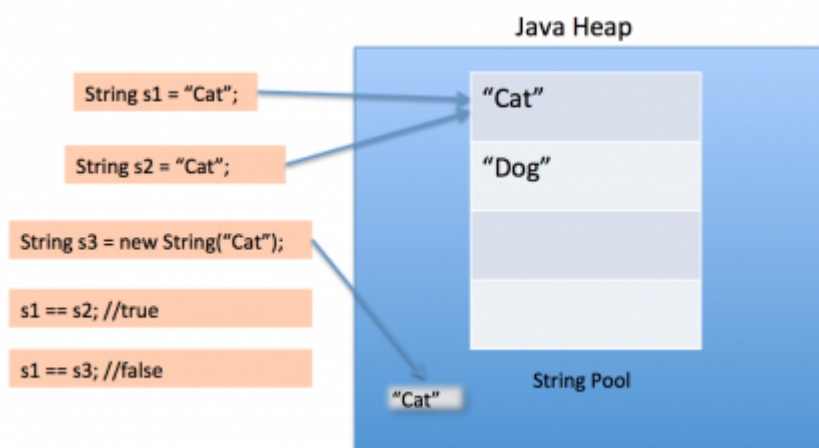 Java Heap
String s1 = “Cat”;
“Cat”
String s2 = “Cat”;
“Dog”
String s3 = new String(“Cat”);
s1 == s2; //true
s1 == s3; //false
String Pool
“Cat”